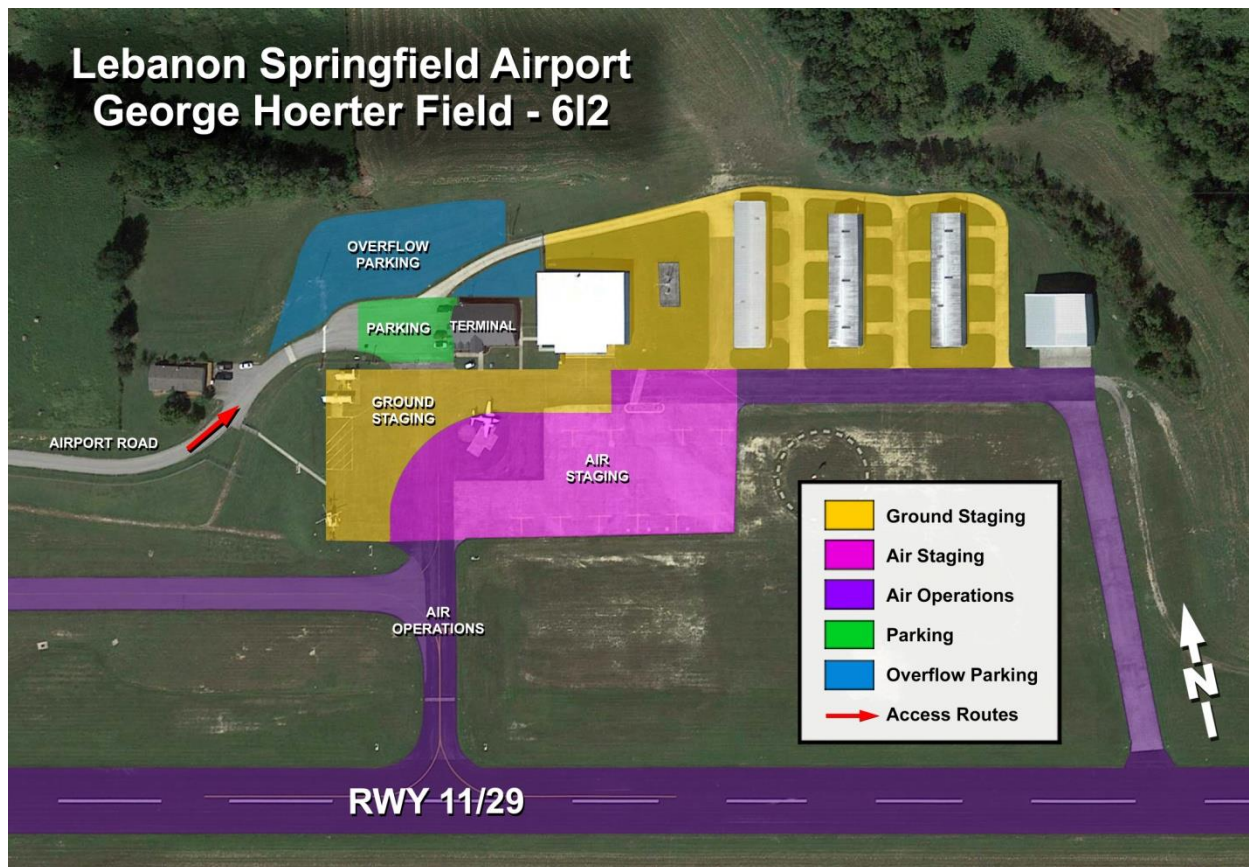 Lebanon Springfield Airport
George Hoerter Field - 6I2
OVERFLOW
PARKING
PARKING
TERMINAL
GROUND
STAGING
AIRPORT ROAD
AIR
STAGING
AIR
OPERATIONS
Ground Staging
Air Staging
Air Operations
Parking
Overflow Parking
Access Routes
N
RWY 11/29